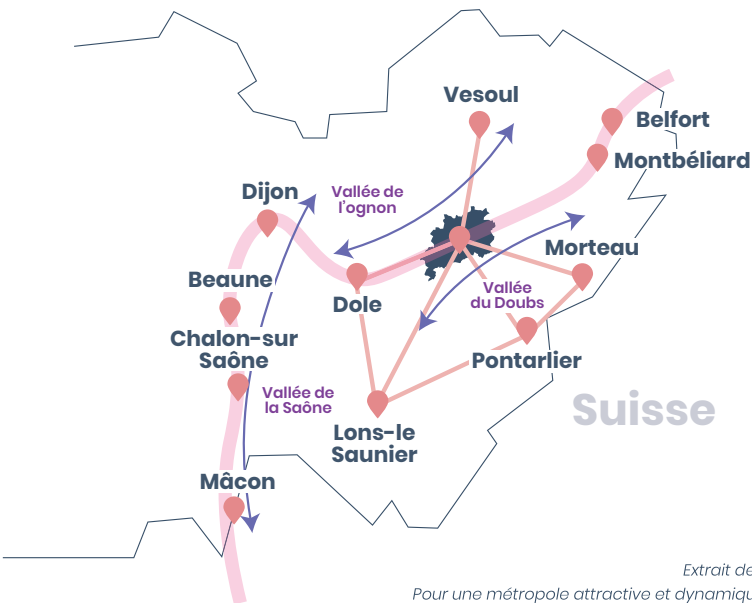 Vesoul
Belfort
Montbéliard
Dijon
Vallée de
l'ognon
Morteau
Beaune
Dole
Vallée
du Doubs
Chalon-sur
Saône
Pontarlier
Vallée de
la Saône
Suisse
Lons-le
Saunier
Mâcon
Extrait de
Pour une métropole attractive et dynamiqu